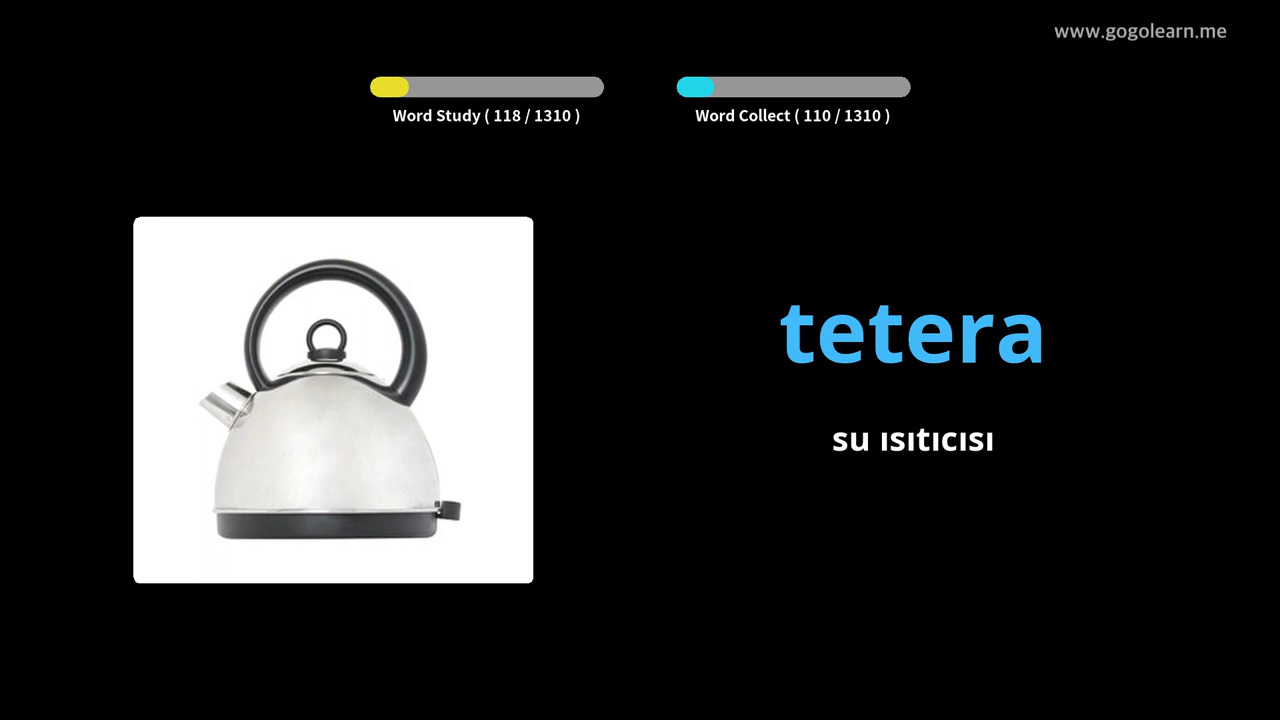 www.gogolearn.me
Word Study ( 118 / 1310 )
Word Collect ( 110 / 1310 )
tetera
su ısıtıcısı